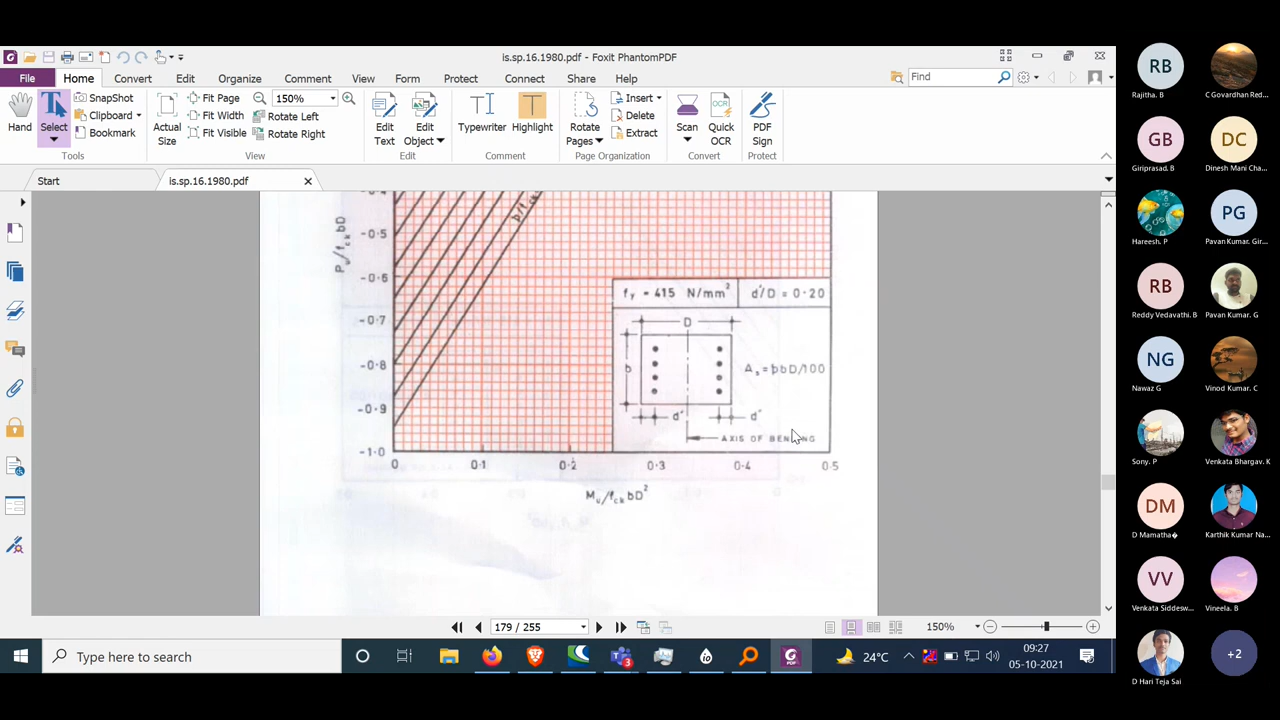 is.sp.16.1980.pdf - Foxit PhantomPDF
File Home Convert Edit Organize Comment View Form Protect Connect Share Help
Find
Hand
Select
SnapShot
Clipboard
Bookmark
Tools
Actual Size
Fit Page
Fit Width
Fit Visible
150%
Rotate Left
Rotate Right
View
Edit Text
Edit Object
Edit
Typewriter
Highlight
Comment
Rotate Pages
Insert
Delete
Extract
Page Organization
Scan
Quick OCR
Convert
PDF Sign
Protect
Start
is.sp.16.1980.pdf
-0·5
-0·6
-0·7
-0·8
-0·9
-1·0
Pu/fck bD
p/fck
0 0·1 0·2 0·3 0·4 0·5
Mu/fck bD²
fy = 415 N/mm² d'/D = 0·20
D
b
As = pbD/100
d' d'
AXIS OF BENDING
179 / 255
150%
Type here to search
3
24°C
09:27
05-10-2021
RB
Rajitha. B
C Govardhan Red...
GB
Giriprasad. B
DC
Dinesh Mani Cha...
Hareesh. P
PG
Pavan Kumar. Gir...
RB
Reddy Vedavathi. B
Pavan Kumar. G
NG
Nawaz G
Vinod Kumar. C
Sony. P
Venkata Bhargav. K
DM
D Mamatha�
Karthik Kumar Na...
VV
Venkata Siddesw...
Vineela. B
D Hari Teja Sai
+2